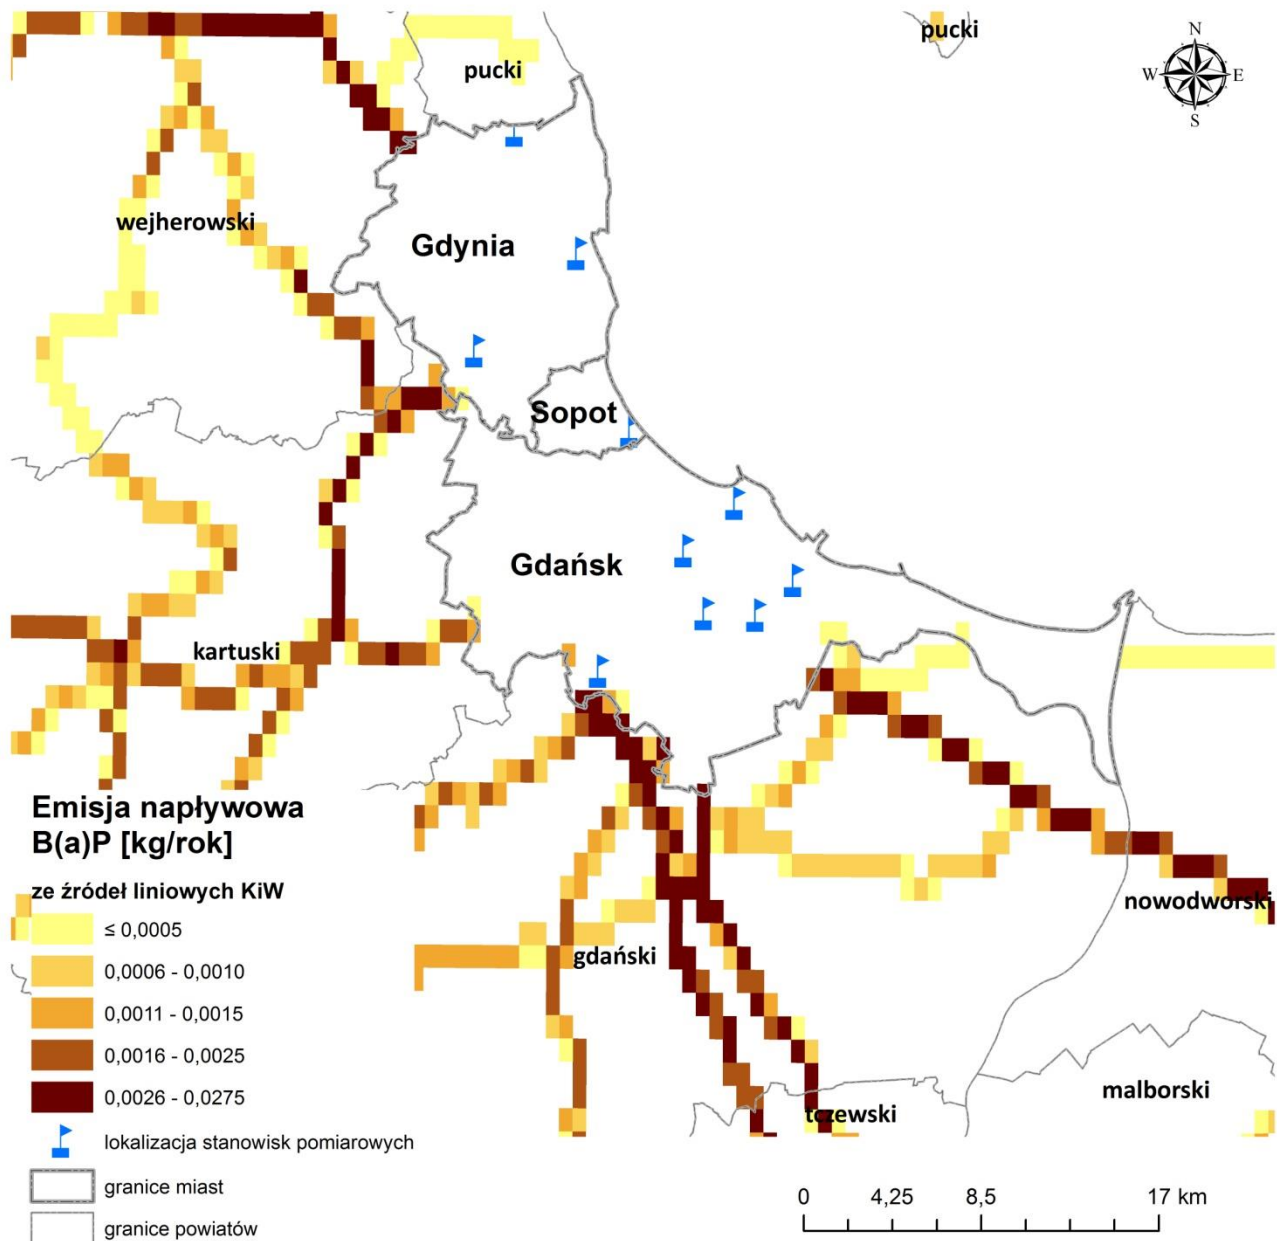 pucki
pucki
N
W
E
S
wejherowski
Gdynia
Sopot
Gdańsk
kartuski
nowodworski
gdański
malborski
tczewski
Emisja napływowa
B(a)P [kg/rok]
ze źródeł liniowych KiW
≤ 0,0005
0,0006 - 0,0010
0,0011 - 0,0015
0,0016 - 0,0025
0,0026 - 0,0275
lokalizacja stanowisk pomiarowych
granice miast
granice powiatów
0 4,25 8,5 17 km